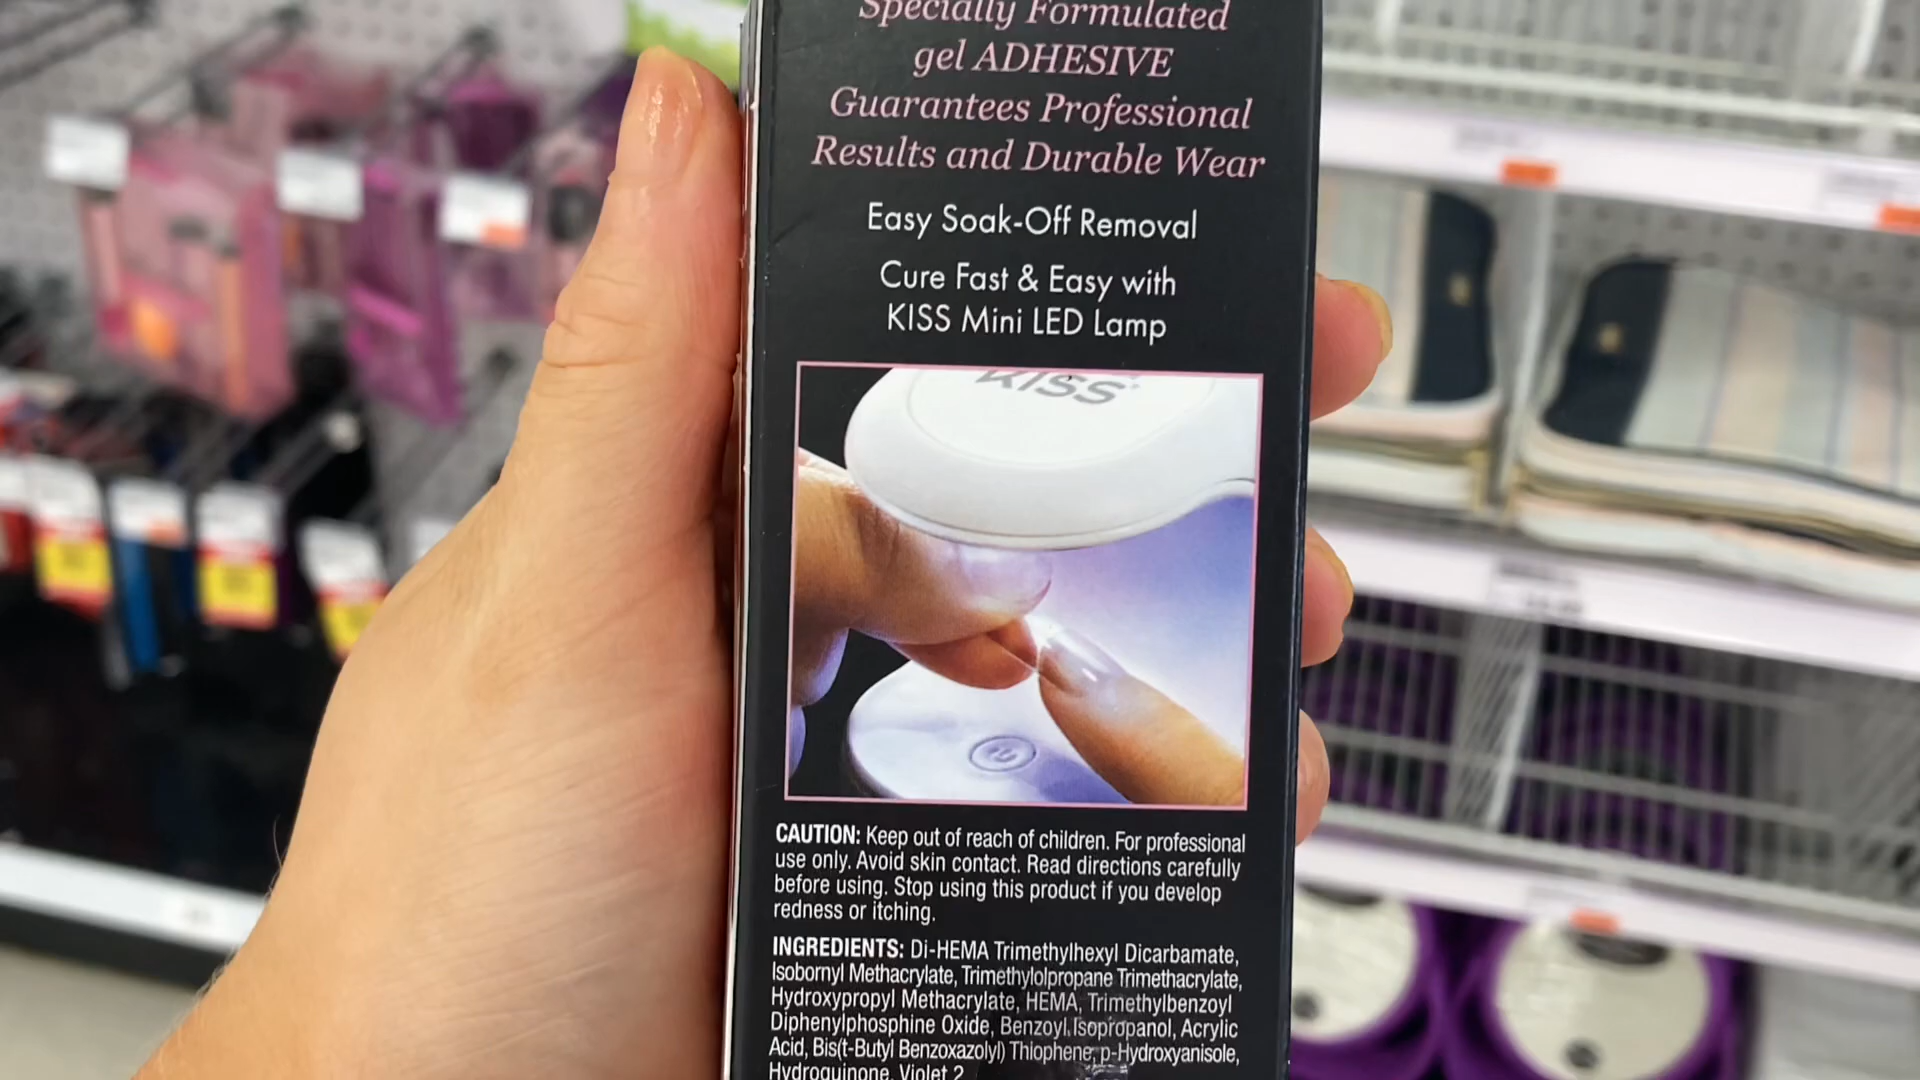 Specially Formulated
gel ADHESIVE
Guarantees Professional
Results and Durable Wear
Easy Soak-Off Removal
Cure Fast & Easy with
KISS Mini LED Lamp
KISS
CAUTION: Keep out of reach of children. For professional
use only. Avoid skin contact. Read directions carefully
before using. Stop using this product if you develop
redness or itching.
INGREDIENTS: Di-HEMA Trimethylhexyl Dicarbamate,
Isobornyl Methacrylate, Trimethylolpropane Trimethacrylate,
Hydroxypropyl Methacrylate, HEMA, Trimethylbenzoyl
Diphenylphosphine Oxide, Benzoyl Isopropanol, Acrylic
Acid, Bis(t-Butyl Benzoxazolyl) Thiophene, p-Hydroxyanisole,
Hydroquinone, Violet 2